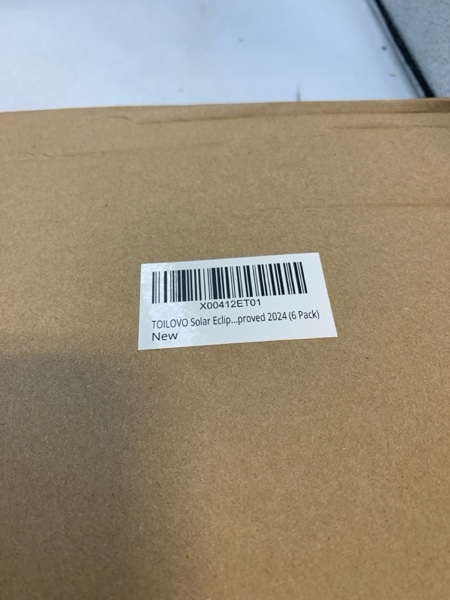 X00412ET01
TOILOVO Solar Eclip...proved 2024 (6 Pack)
New